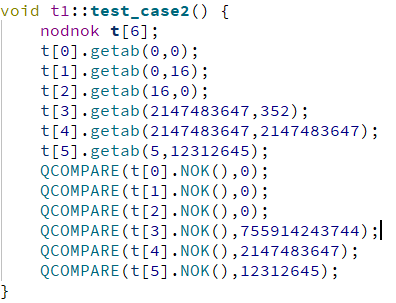 void t1::test_case2() {
    nodnok t[6];
    t[0].getab(0,0);
    t[1].getab(0,16);
    t[2].getab(16,0);
    t[3].getab(2147483647,352);
    t[4].getab(2147483647,2147483647);
    t[5].getab(5,12312645);
    QCOMPARE(t[0].NOK(),0);
    QCOMPARE(t[1].NOK(),0);
    QCOMPARE(t[2].NOK(),0);
    QCOMPARE(t[3].NOK(),755914243744);
    QCOMPARE(t[4].NOK(),2147483647);
    QCOMPARE(t[5].NOK(),12312645);
}